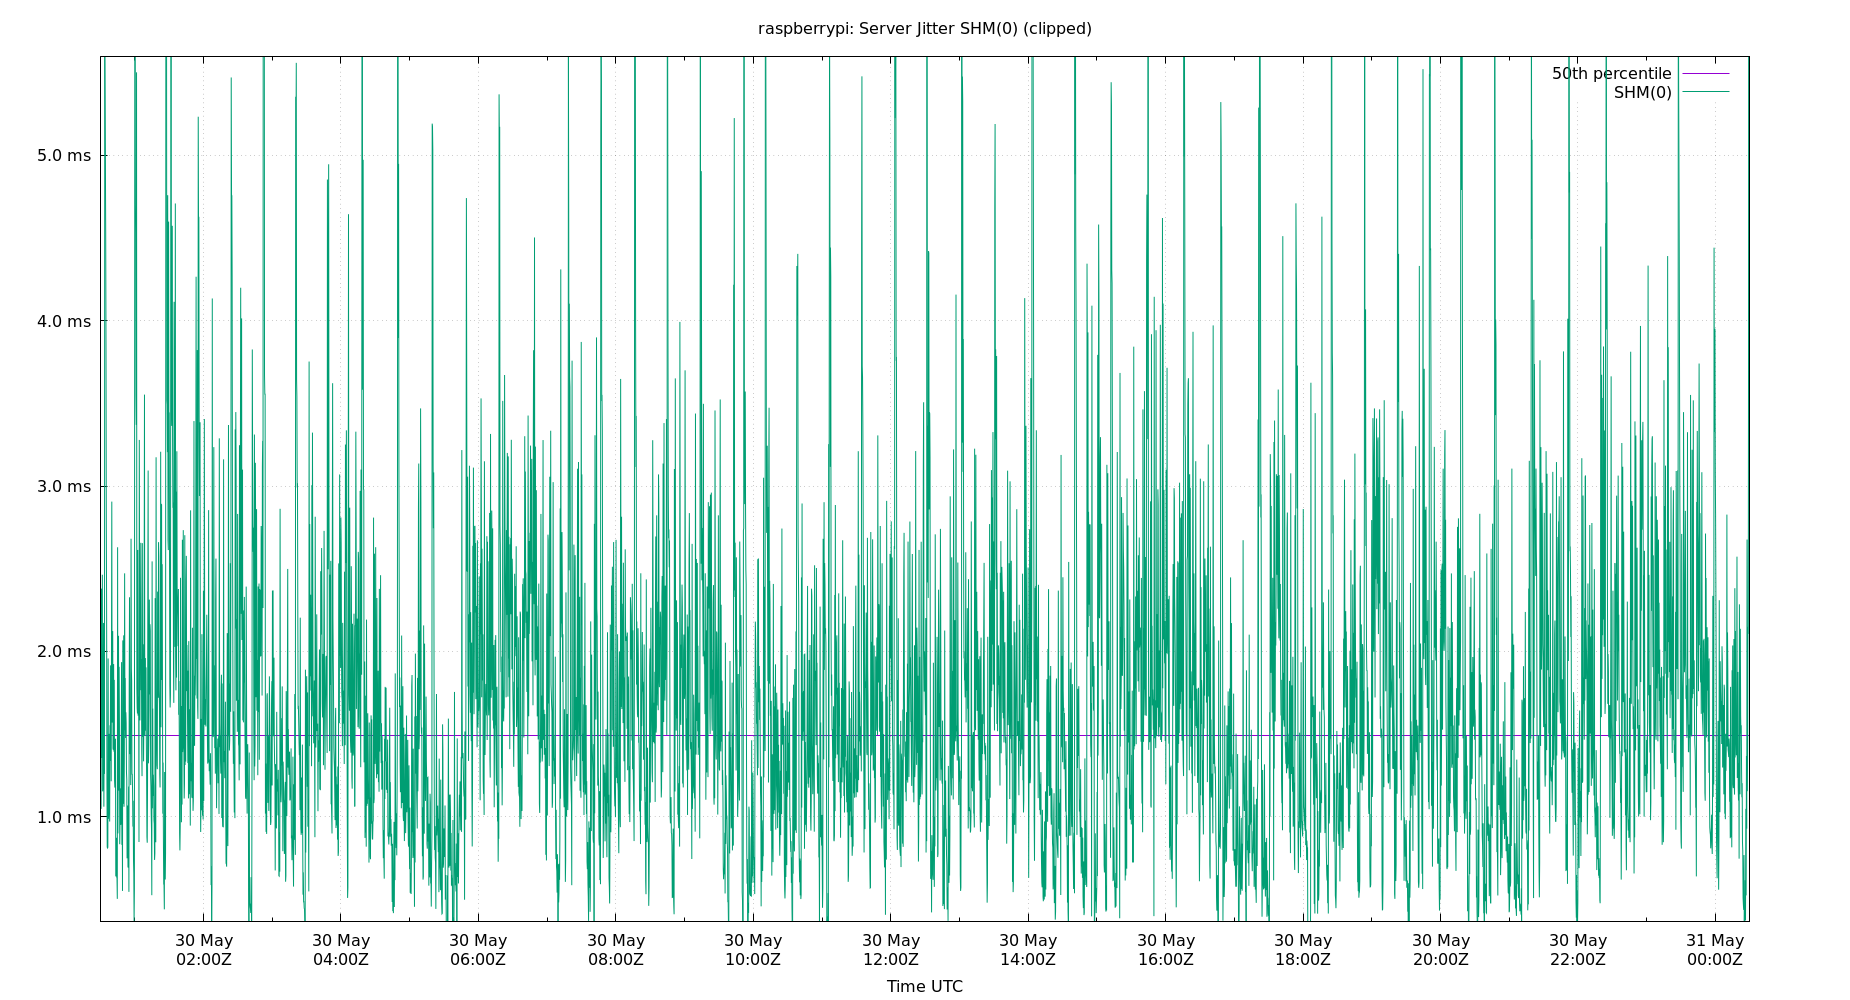 raspberrypi: Server Jitter SHM(0) (clipped)
50th percentile
SHM(0)
5.0 ms
4.0 ms
3.0 ms
2.0 ms
1.0 ms
30 May 30 May 30 May 30 May 30 May 30 May 30 May 30 May 30 May 30 May 30 May 31 May
02:00Z 04:00Z 06:00Z 08:00Z 10:00Z 12:00Z 14:00Z 16:00Z 18:00Z 20:00Z 22:00Z 00:00Z
Time UTC